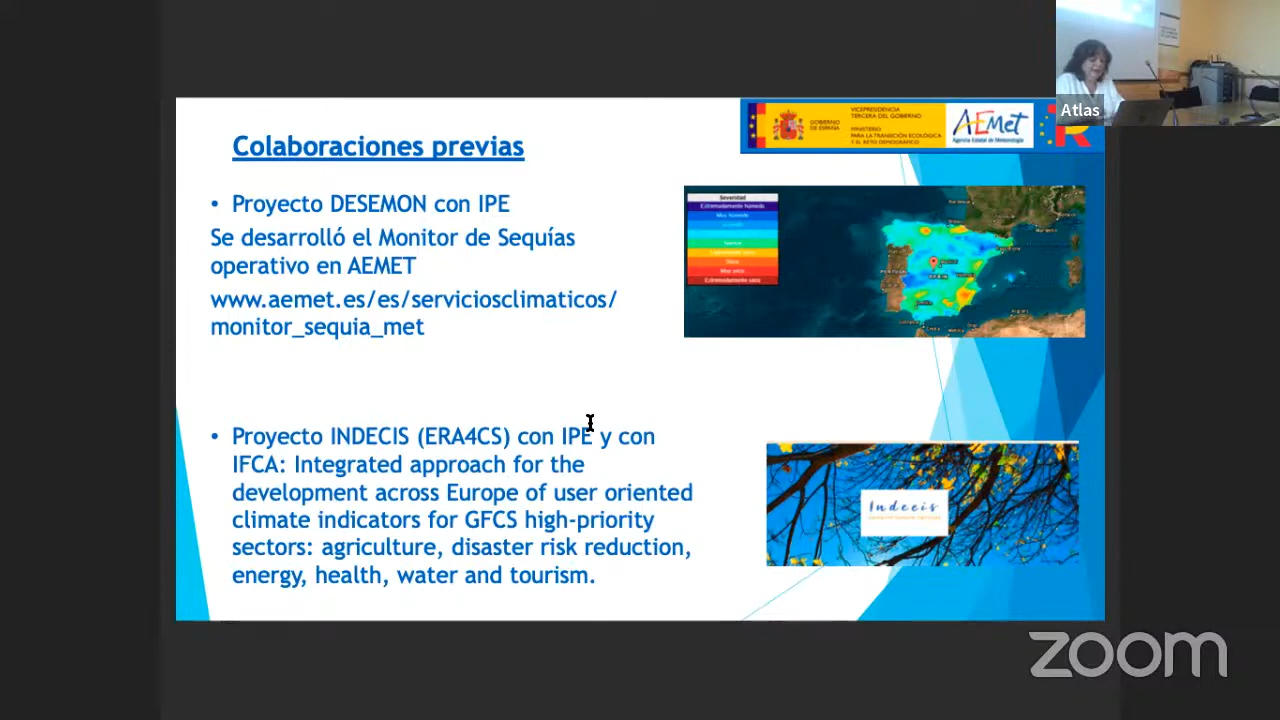 Atlas
GOBIERNO
DE ESPAÑA
VICEPRESIDENCIA
TERCERA DEL GOBIERNO
MINISTERIO
PARA LA TRANSICIÓN ECOLÓGICA
Y EL RETO DEMOGRÁFICO
AEMet
Agencia Estatal de Meteorología
R
Colaboraciones previas
• Proyecto DESEMON con IPE
Se desarrolló el Monitor de Sequías
operativo en AEMET
www.aemet.es/es/serviciosclimaticos/
monitor_sequia_met
Severidad
Extremadamente húmedo
Muy húmedo
Normal
Muy seco
Extremadamente seco
PORTUGAL
• Proyecto INDECIS (ERA4CS) con IPE y con
IFCA: Integrated approach for the
development across Europe of user oriented
climate indicators for GFCS high-priority
sectors: agriculture, disaster risk reduction,
energy, health, water and tourism.
Indecis
zoom